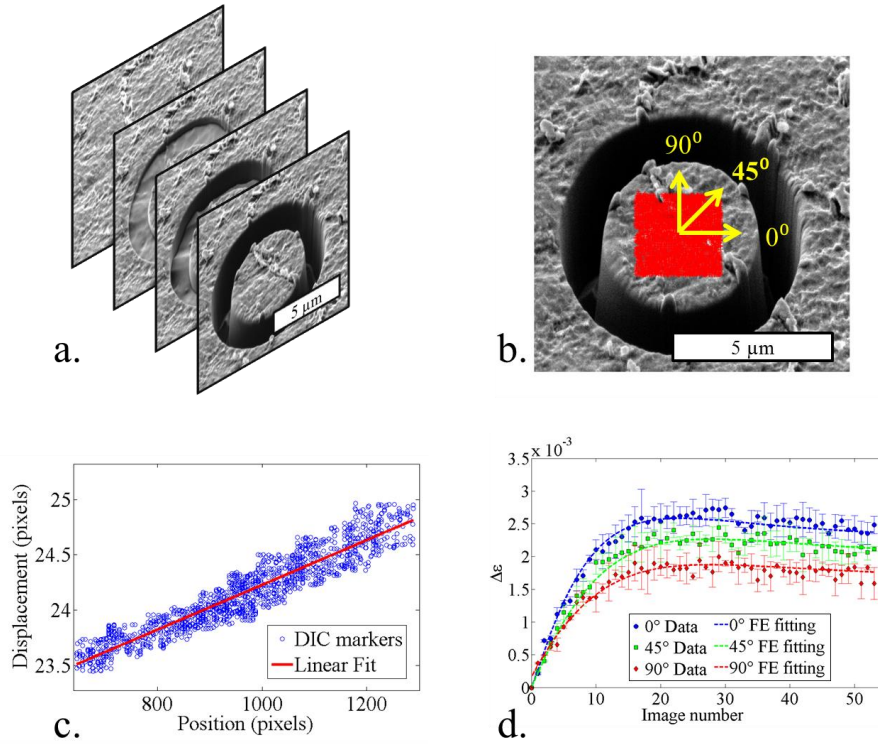 5 µm
a.
90⁰
45⁰
0⁰
5 µm
b.
Displacement (pixels)
25
24.5
24
23.5
DIC markers
Linear Fit
800
1000
1200
Position (pixels)
c.
x 10⁻³
3.5
3
2.5
2
1.5
1
0.5
0
Δε
0° Data
0° FE fitting
45° Data
45° FE fitting
90° Data
90° FE fitting
0
10
20
30
40
50
Image number
d.